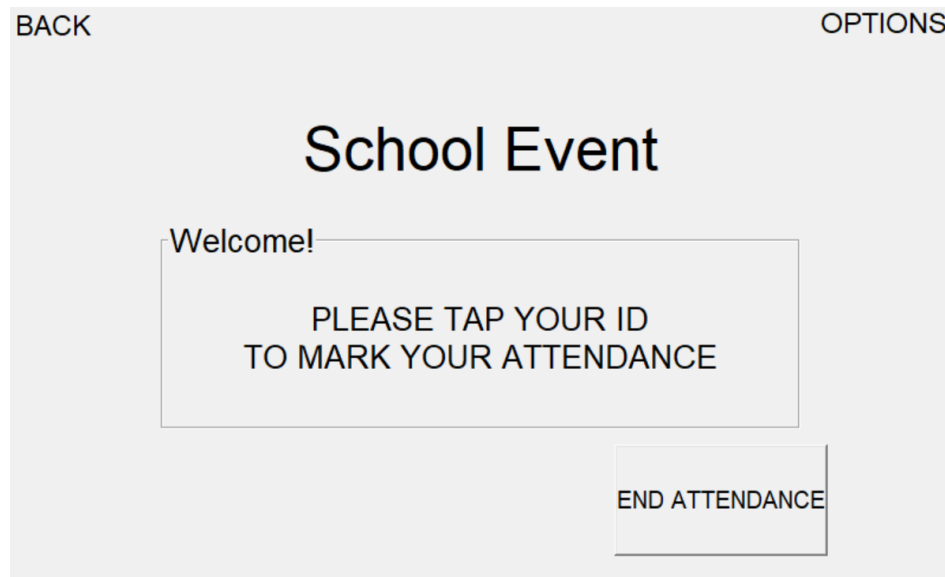 BACK
OPTIONS
School Event
Welcome!
PLEASE TAP YOUR ID
TO MARK YOUR ATTENDANCE
END ATTENDANCE